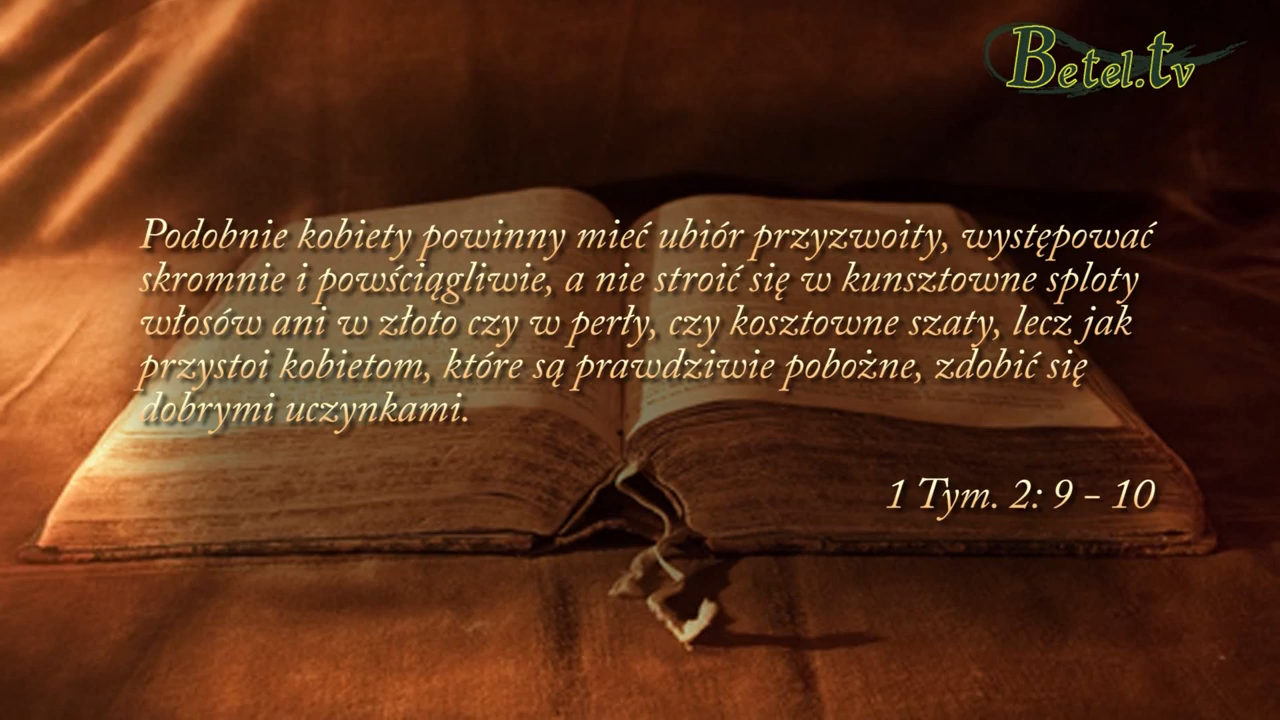 Betel.tv
Podobnie kobiety powinny mieć ubiór przyzwoity, występować
skromnie i powściągliwie, a nie stroić się w kunsztowne sploty
włosów ani w złoto czy w perły, czy kosztowne szaty, lecz jak
przystoi kobietom, które są prawdziwie pobożne, zdobić się
dobrymi uczynkami.
1 Tym. 2: 9 – 10